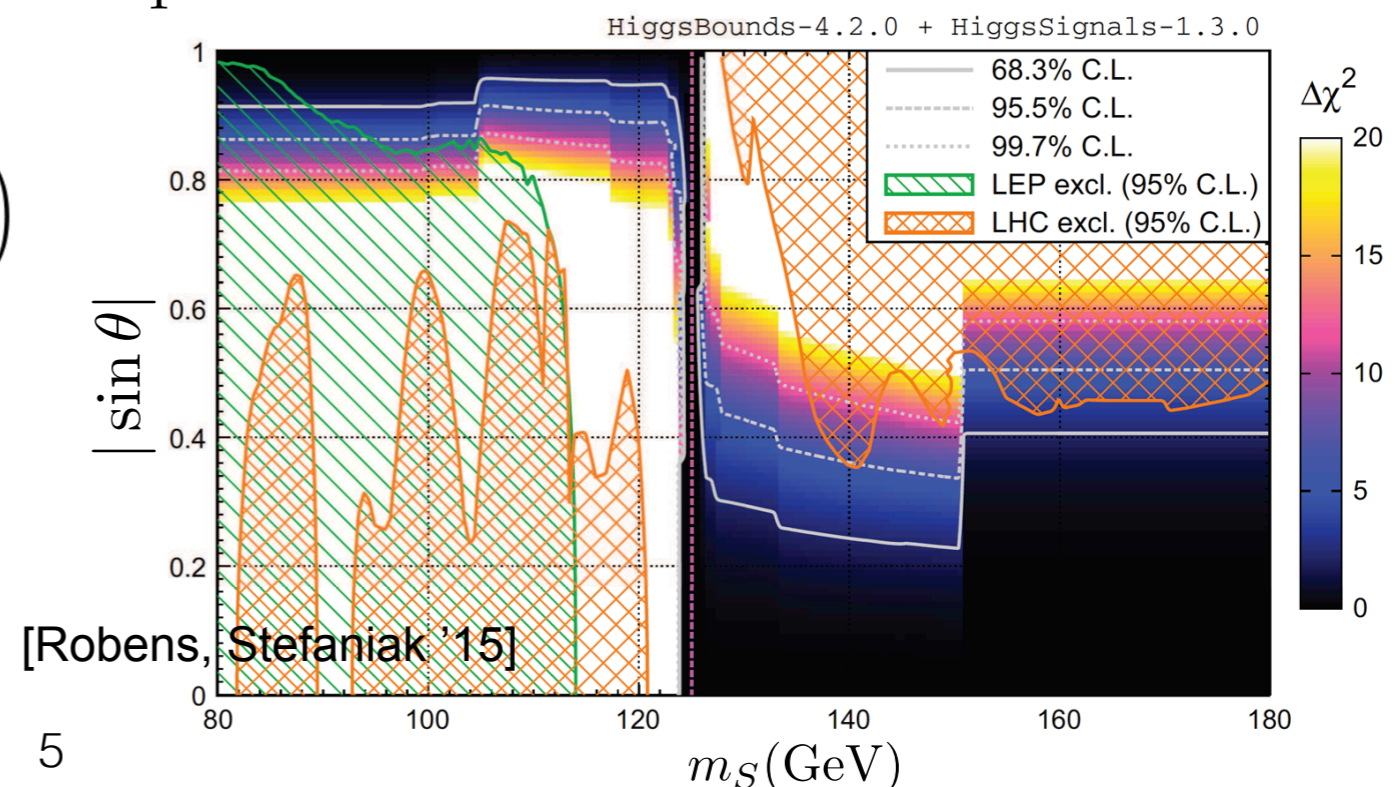 HiggsBounds-4.2.0 + HiggsSignals-1.3.0
68.3% C.L.
95.5% C.L.
99.7% C.L.
LEP excl. (95% C.L.)
LHC excl. (95% C.L.)
Δχ²
20
15
10
5
0
| sin θ |
1
0.8
0.6
0.4
0.2
0
[Robens, Stefaniak ’15]
80 100 120 140 160 180
m_S(GeV)
5